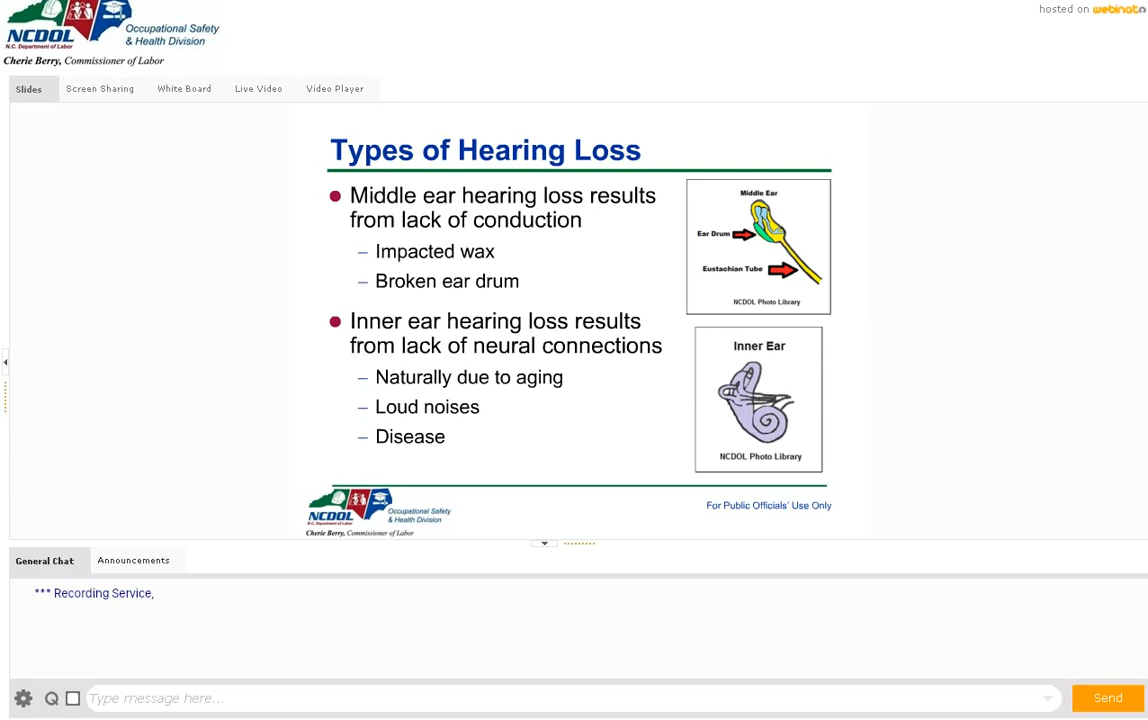 hosted on webinato
NCDOL
N.C. Department of Labor
Occupational Safety
& Health Division
Cherie Berry, Commissioner of Labor
Slides Screen Sharing White Board Live Video Video Player
Types of Hearing Loss
● Middle ear hearing loss results
from lack of conduction
– Impacted wax
– Broken ear drum
● Inner ear hearing loss results
from lack of neural connections
– Naturally due to aging
– Loud noises
– Disease
Middle Ear
Ear Drum
Eustachian Tube
NCDOL Photo Library
Inner Ear
NCDOL Photo Library
NCDOL
N.C. Department of Labor
Occupational Safety
& Health Division
Cherie Berry, Commissioner of Labor
For Public Officials' Use Only
General Chat Announcements
*** Recording Service,
Q Type message here... Send